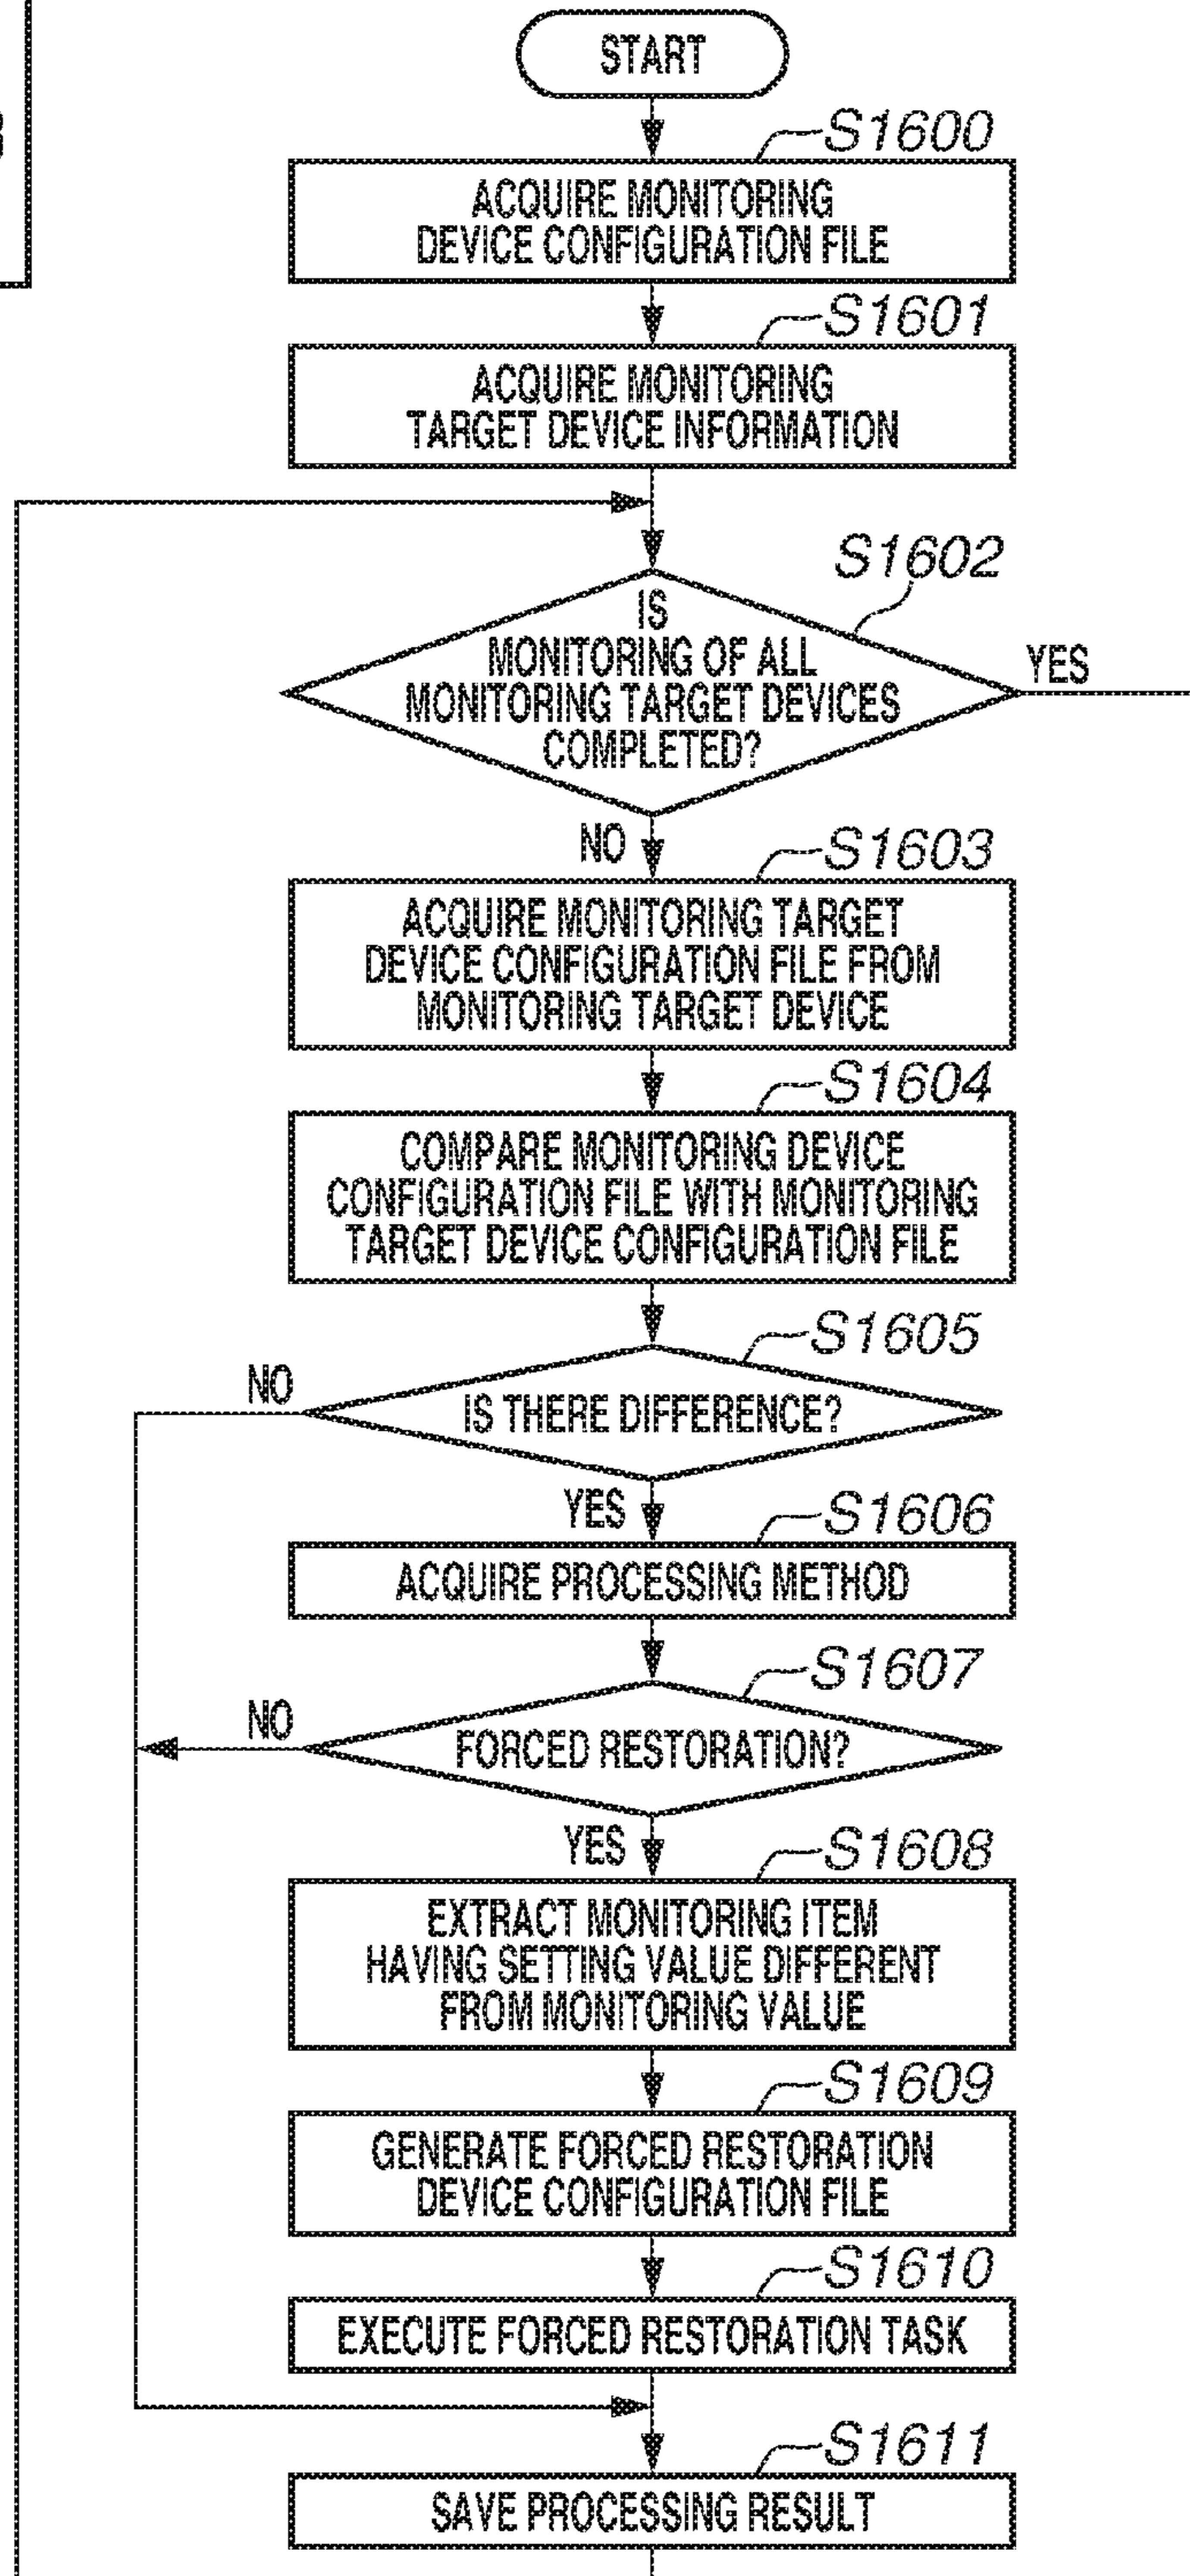 START
S1600
ACQUIRE MONITORING
DEVICE CONFIGURATION FILE
S1601
ACQUIRE MONITORING
TARGET DEVICE INFORMATION
S1602
IS
MONITORING OF ALL
MONITORING TARGET DEVICES
COMPLETED?
YES
NO
S1603
ACQUIRE MONITORING TARGET
DEVICE CONFIGURATION FILE FROM
MONITORING TARGET DEVICE
S1604
COMPARE MONITORING DEVICE
CONFIGURATION FILE WITH MONITORING
TARGET DEVICE CONFIGURATION FILE
S1605
NO
IS THERE DIFFERENCE?
YES
S1606
ACQUIRE PROCESSING METHOD
S1607
NO
FORCED RESTORATION?
YES
S1608
EXTRACT MONITORING ITEM
HAVING SETTING VALUE DIFFERENT
FROM MONITORING VALUE
S1609
GENERATE FORCED RESTORATION
DEVICE CONFIGURATION FILE
S1610
EXECUTE FORCED RESTORATION TASK
S1611
SAVE PROCESSING RESULT